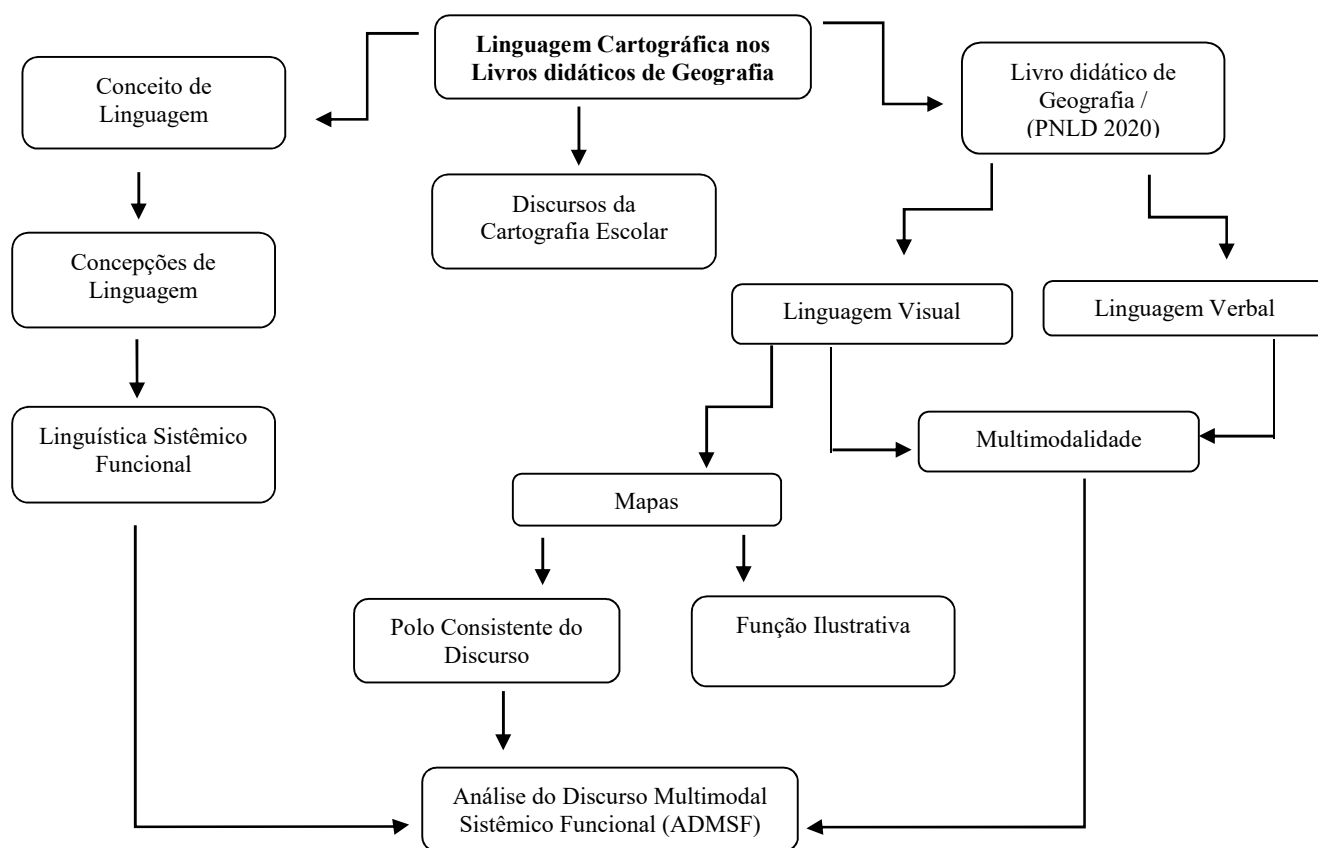 Linguagem Cartográfica nos
Livros didáticos de Geografia
Conceito de
Linguagem
Livro didático de
Geografia /
(PNLD 2020)
Discursos da
Cartografia Escolar
Concepções de
Linguagem
Linguagem Visual
Linguagem Verbal
Linguística Sistêmico
Funcional
Multimodalidade
Mapas
Polo Consistente do
Discurso
Função Ilustrativa
Análise do Discurso Multimodal
Sistêmico Funcional (ADMSF)